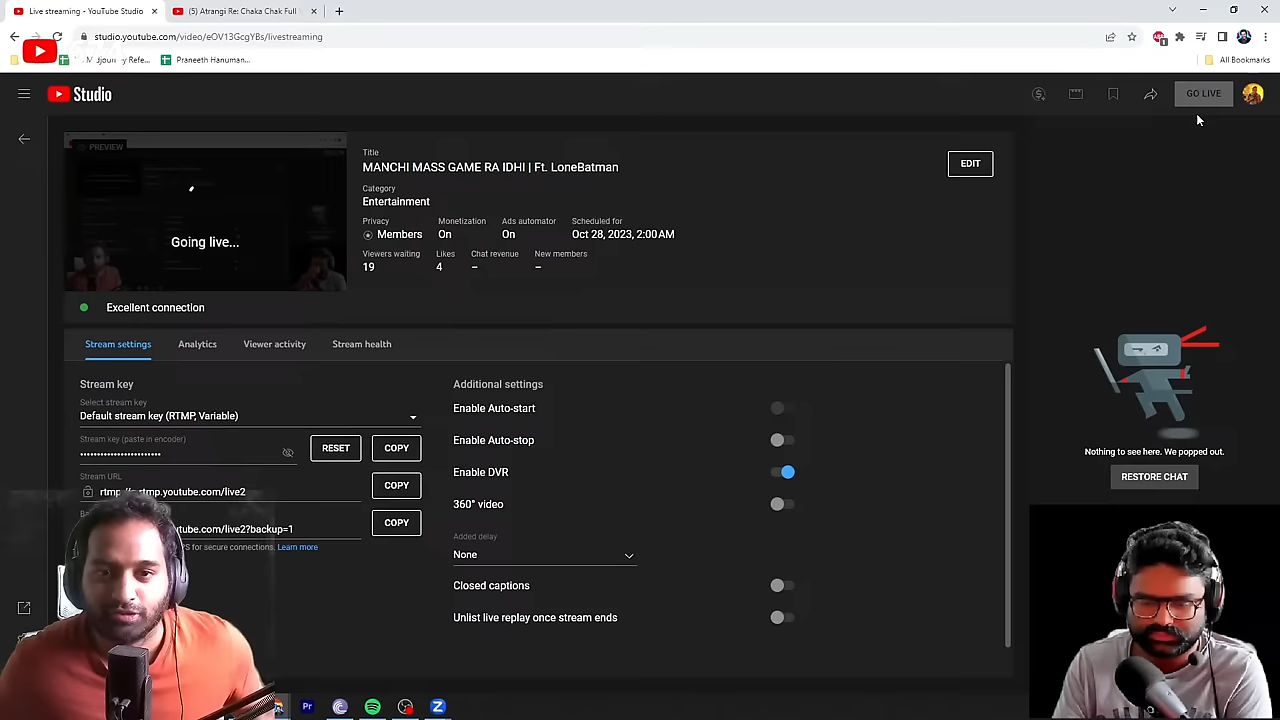 Live streaming - YouTube Studio
(5) Atrangi Re: Chaka Chak Full
studio.youtube.com/video/eOV13GcgYBs/livestreaming
Praneeth Hanuman...
All Bookmarks
Studio
GO LIVE
PREVIEW
Going live...
Title
MANCHI MASS GAME RA IDHI | Ft. LoneBatman
EDIT
Category
Entertainment
Privacy
Monetization
Ads automator
Scheduled for
Members
On
On
Oct 28, 2023, 2:00 AM
Viewers waiting
Likes
Chat revenue
New members
19
4
–
–
Excellent connection
Stream settings
Analytics
Viewer activity
Stream health
Stream key
Select stream key
Default stream key (RTMP, Variable)
Stream key (paste in encoder)
RESET
COPY
Stream URL
rtmp.youtube.com/live2
COPY
utube.com/live2?backup=1
COPY
PS for secure connections. Learn more
Additional settings
Enable Auto-start
Enable Auto-stop
Enable DVR
360° video
Added delay
None
Closed captions
Unlist live replay once stream ends
Nothing to see here. We popped out.
RESTORE CHAT
Pr
Z